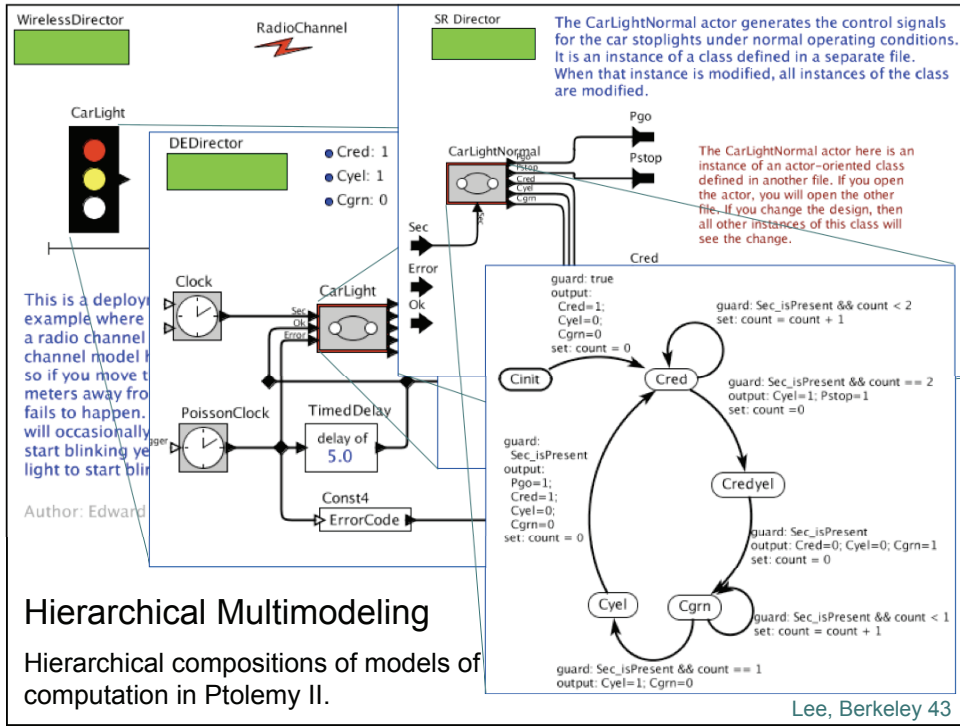 WirelessDirector
RadioChannel
CarLight
This is a deploy
example where
a radio channel
channel model h
so if you move t
meters away fro
fails to happen.
will occasionally
start blinking ye
light to start blin
Author: Edward
DEDirector
Cred: 1
Cyel: 1
Cgrn: 0
Clock
CarLight
Sec
Ok
Error
PoissonClock
gger
TimedDelay
delay of
5.0
Const4
ErrorCode
SR Director
The CarLightNormal actor generates the control signals
for the car stoplights under normal operating conditions.
It is an instance of a class defined in a separate file.
When that instance is modified, all instances of the class
are modified.
CarLightNormal
Pgo
Pstop
Cred
Cyel
Cgrn
Sec
Pgo
Pstop
Sec
Error
Ok
The CarLightNormal actor here is an
instance of an actor-oriented class
defined in another file. If you open
the actor, you will open the other
file. If you change the design, then
all other instances of this class will
see the change.
Cred
guard: true
output:
Cred=1;
Cyel=0;
Cgrn=0
set: count = 0
guard: Sec_isPresent && count < 2
set: count = count + 1
Cinit
Cred
guard: Sec_isPresent && count == 2
output: Cyel=1; Pstop=1
set: count =0
guard:
Sec_isPresent
output:
Pgo=1;
Cred=1;
Cyel=0;
Cgrn=0
set: count = 0
Credyel
guard: Sec_isPresent
output: Cred=0; Cyel=0; Cgrn=1
set: count = 0
Cyel
Cgrn
guard: Sec_isPresent && count < 1
set: count = count + 1
guard: Sec_isPresent && count == 1
output: Cyel=1; Cgrn=0
Hierarchical Multimodeling
Hierarchical compositions of models of
computation in Ptolemy II.
Lee, Berkeley 43